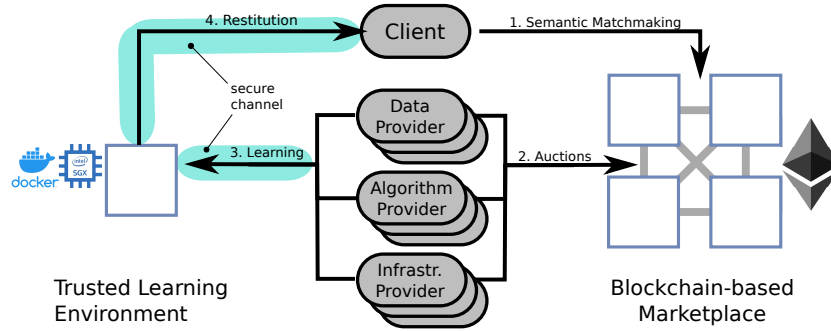 4. Restitution
Client
1. Semantic Matchmaking
secure
channel
Data
Provider
docker
intel
SGX
3. Learning
2. Auctions
Algorithm
Provider
Infrastr.
Provider
Trusted Learning
Environment
Blockchain-based
Marketplace